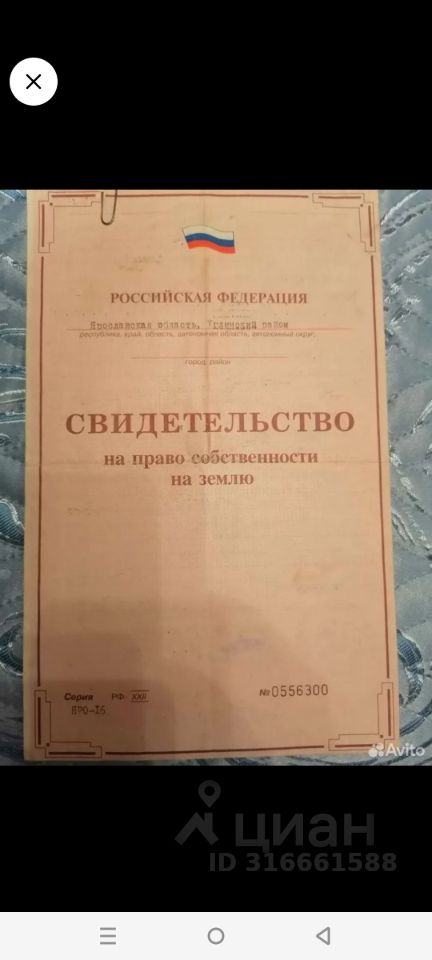 РОССИЙСКАЯ ФЕДЕРАЦИЯ
Ярославская область, Угличский район
республика, край, область, автономная область, автономный округ,
город, район
СВИДЕТЕЛЬСТВО
на право собственности
на землю
Серия РФ- XXII №0556300
ЯРО-16
Avito
циан
ID 316661588